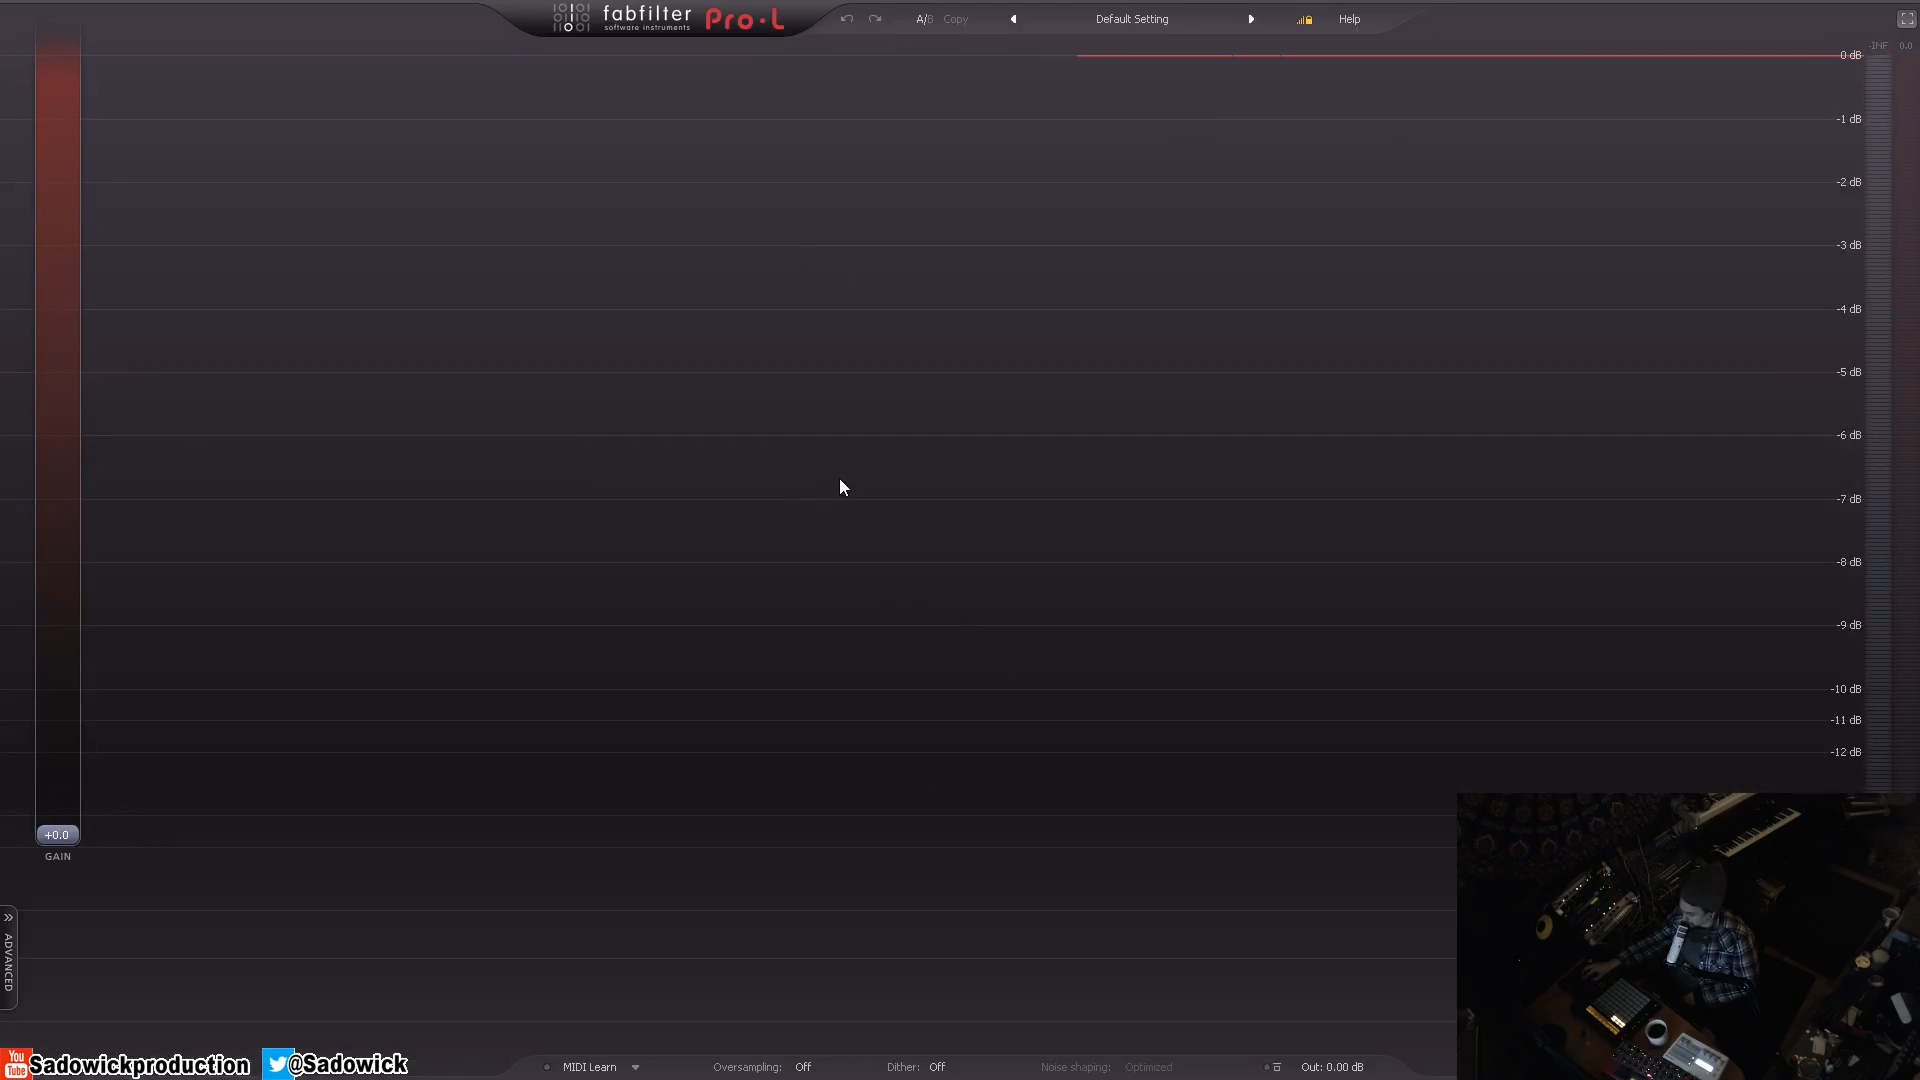 fabfilter
software instruments
Pro·L
A/B Copy
Default Setting
Help
-INF 0.0
0 dB
-1 dB
-2 dB
-3 dB
-4 dB
-5 dB
-6 dB
-7 dB
-8 dB
-9 dB
-10 dB
-11 dB
-12 dB
+0.0
GAIN
» ADVANCED
You Tube Sadowickproduction @Sadowick
MIDI Learn
Oversampling: Off
Dither: Off
Noise shaping: Optimized
Out: 0.00 dB